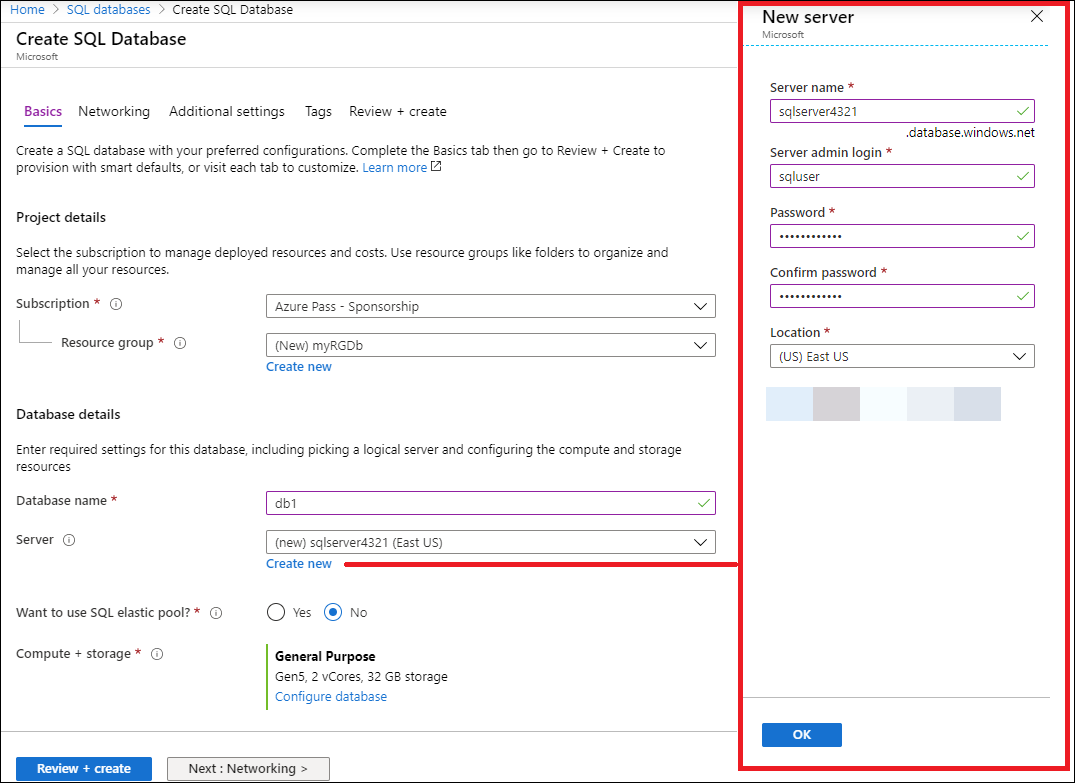 Home > SQL databases > Create SQL Database
Create SQL Database
Microsoft
Basics Networking Additional settings Tags Review + create
Create a SQL database with your preferred configurations. Complete the Basics tab then go to Review + Create to
provision with smart defaults, or visit each tab to customize. Learn more
Project details
Select the subscription to manage deployed resources and costs. Use resource groups like folders to organize and
manage all your resources.
Subscription *
Azure Pass - Sponsorship
Resource group *
(New) myRGDb
Create new
Database details
Enter required settings for this database, including picking a logical server and configuring the compute and storage
resources
Database name *
db1
Server
(new) sqlserver4321 (East US)
Create new
Want to use SQL elastic pool? *
Yes No
Compute + storage *
General Purpose
Gen5, 2 vCores, 32 GB storage
Configure database
Review + create
Next : Networking >
New server
Microsoft
Server name *
sqlserver4321
.database.windows.net
Server admin login *
sqluser
Password *
••••••••••••
Confirm password *
••••••••••••
Location *
(US) East US
OK